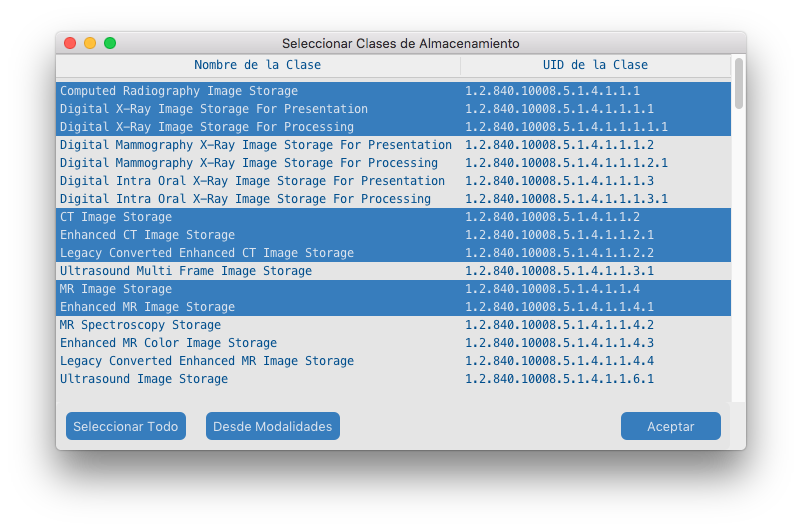 Seleccionar Clases de Almacenamiento
Nombre de la Clase UID de la Clase
Computed Radiography Image Storage 1.2.840.10008.5.1.4.1.1.1
Digital X-Ray Image Storage For Presentation 1.2.840.10008.5.1.4.1.1.1.1
Digital X-Ray Image Storage For Processing 1.2.840.10008.5.1.4.1.1.1.1.1
Digital Mammography X-Ray Image Storage For Presentation 1.2.840.10008.5.1.4.1.1.1.2
Digital Mammography X-Ray Image Storage For Processing 1.2.840.10008.5.1.4.1.1.1.2.1
Digital Intra Oral X-Ray Image Storage For Presentation 1.2.840.10008.5.1.4.1.1.1.3
Digital Intra Oral X-Ray Image Storage For Processing 1.2.840.10008.5.1.4.1.1.1.3.1
CT Image Storage 1.2.840.10008.5.1.4.1.1.2
Enhanced CT Image Storage 1.2.840.10008.5.1.4.1.1.2.1
Legacy Converted Enhanced CT Image Storage 1.2.840.10008.5.1.4.1.1.2.2
Ultrasound Multi Frame Image Storage 1.2.840.10008.5.1.4.1.1.3.1
MR Image Storage 1.2.840.10008.5.1.4.1.1.4
Enhanced MR Image Storage 1.2.840.10008.5.1.4.1.1.4.1
MR Spectroscopy Storage 1.2.840.10008.5.1.4.1.1.4.2
Enhanced MR Color Image Storage 1.2.840.10008.5.1.4.1.1.4.3
Legacy Converted Enhanced MR Image Storage 1.2.840.10008.5.1.4.1.1.4.4
Ultrasound Image Storage 1.2.840.10008.5.1.4.1.1.6.1
Seleccionar Todo Desde Modalidades Aceptar